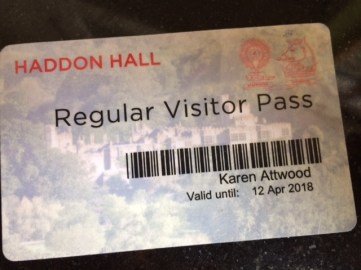 HADDON HALL
Regular Visitor Pass
Karen Attwood
Valid until: 12 Apr 2018